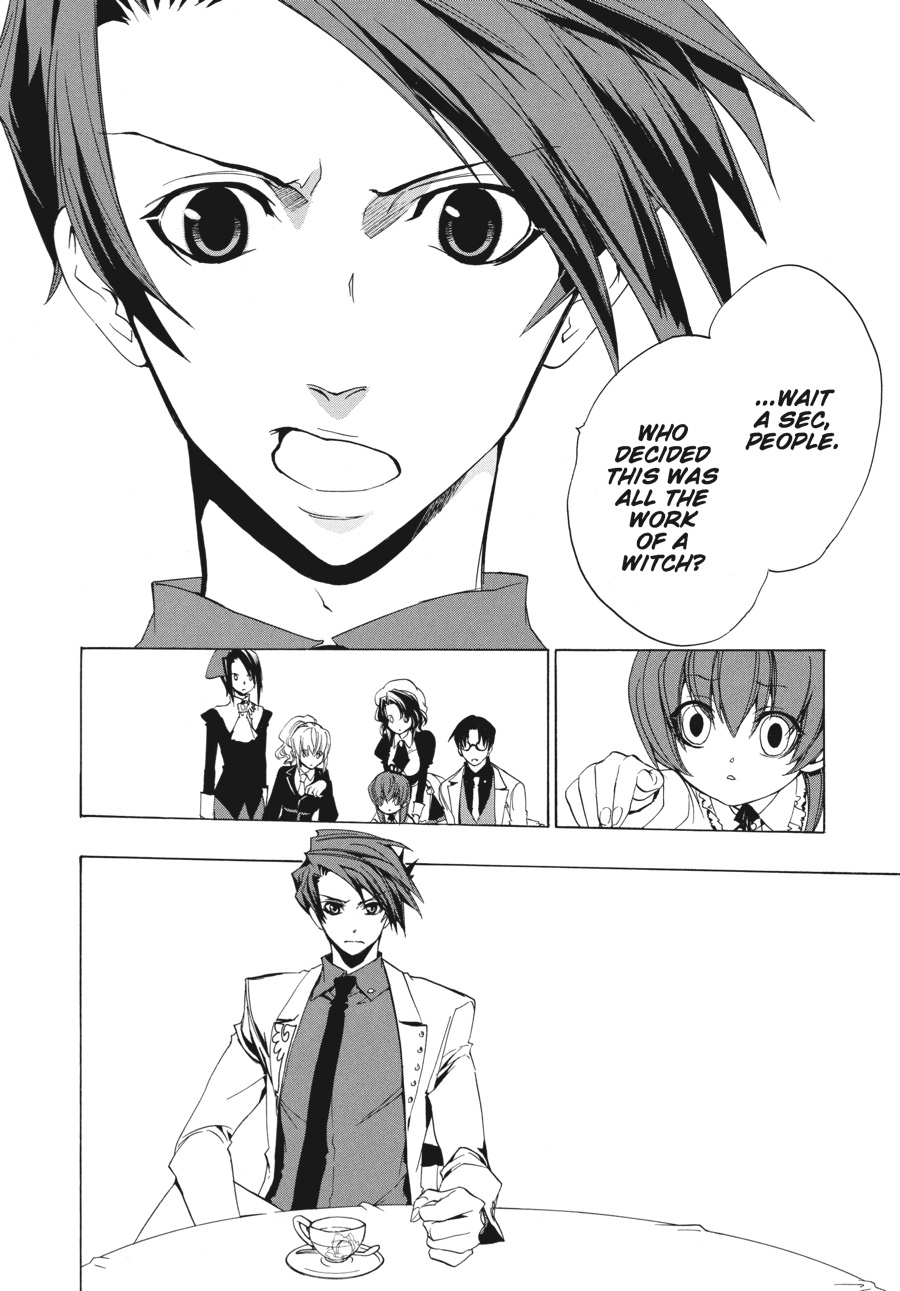 ...WAIT
A SEC,
PEOPLE.
WHO
DECIDED
THIS WAS
ALL THE
WORK
OF A
WITCH?